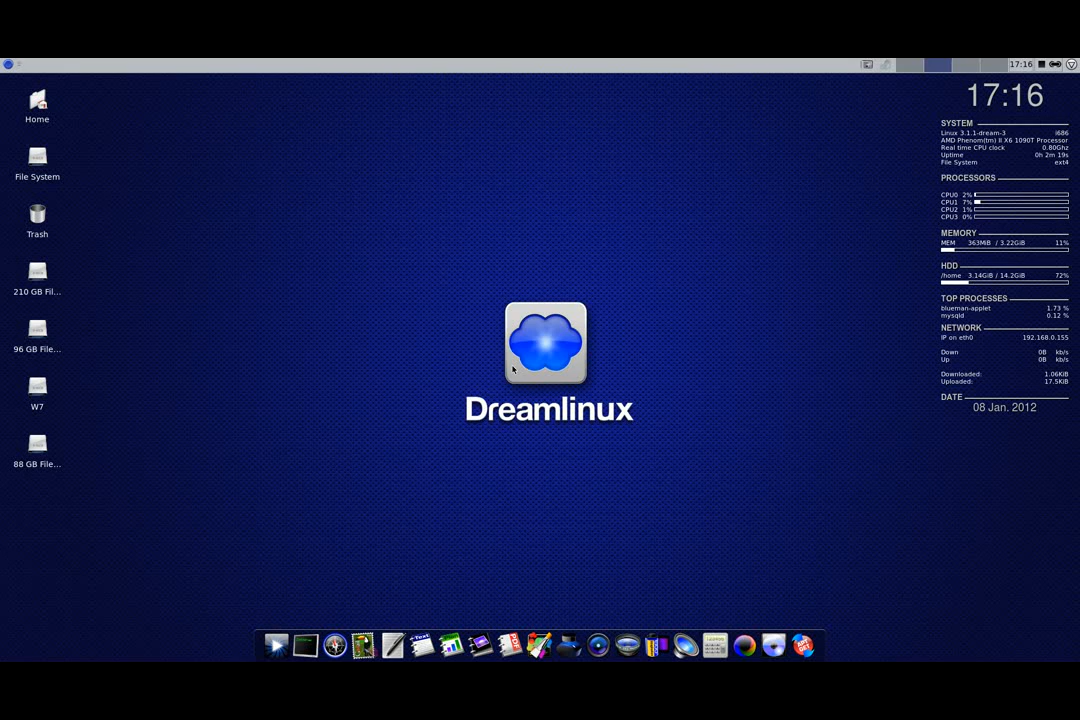 17:16
Home
File System
Trash
210 GB Fil...
96 GB File...
W7
88 GB File...
17:16
SYSTEM
Linux 3.1.1-dream-3 i686
AMD Phenom(tm) II X6 1090T Processor
Real time CPU clock 0.80Ghz
Uptime 0h 2m 19s
File System ext4
PROCESSORS
CPU0 2%
CPU1 7%
CPU2 1%
CPU3 0%
MEMORY
MEM 363MiB / 3.22GiB 11%
HDD
/home 3.14GiB / 14.2GiB 72%
TOP PROCESSES
blueman-applet 1.73 %
mysqld 0.12 %
NETWORK
IP on eth0 192.168.0.155
Down 0B kb/s
Up 0B kb/s
Downloaded: 1.06KiB
Uploaded: 17.5KiB
DATE
08 Jan. 2012
Dreamlinux
Text
PDF
APT GET